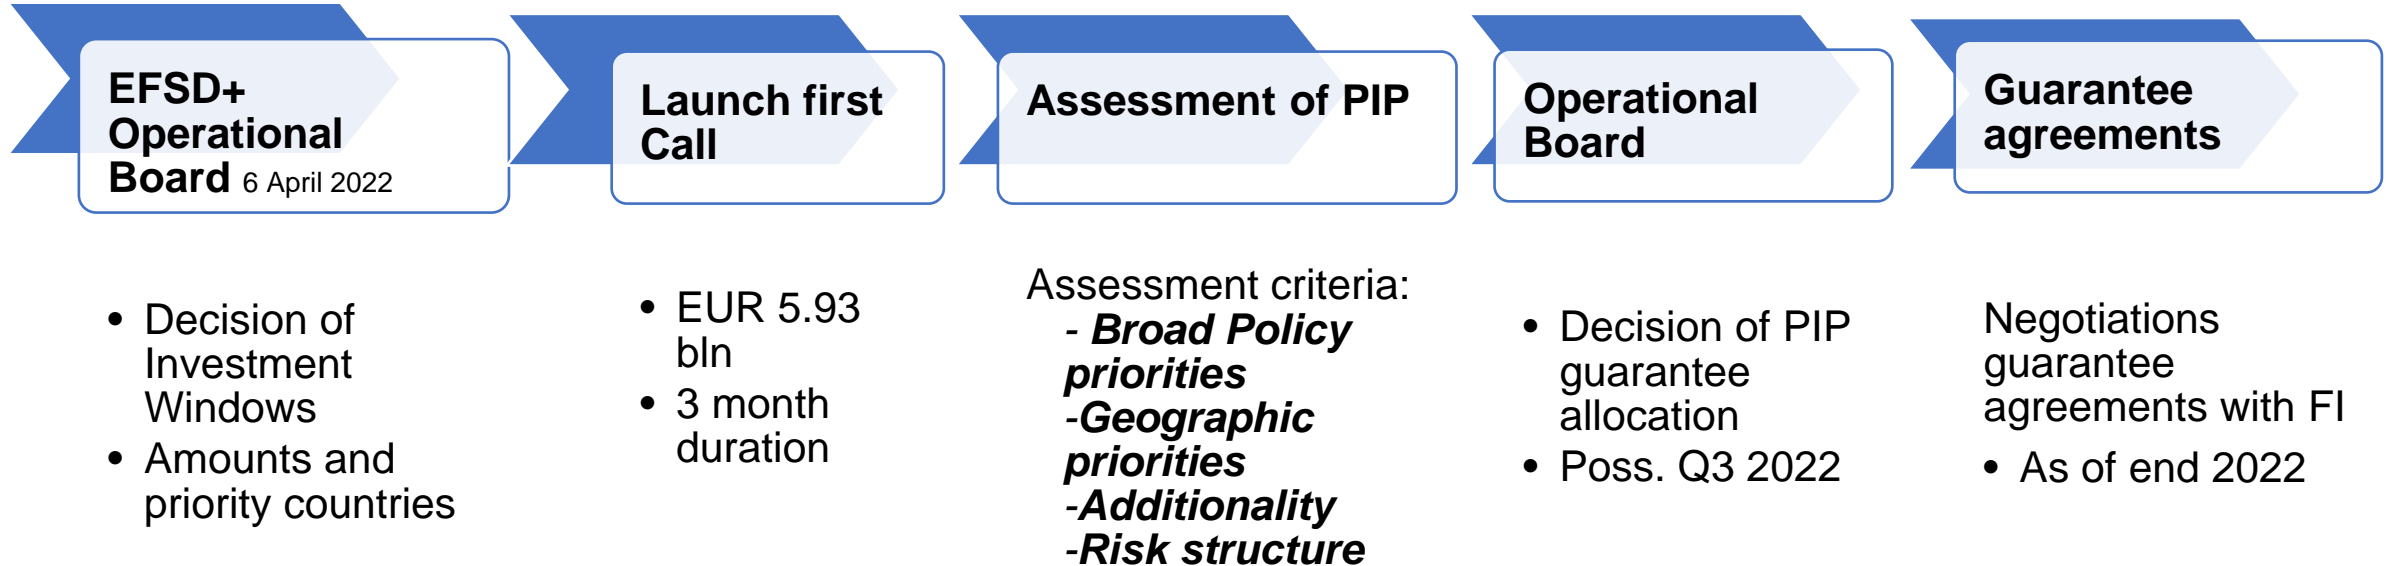 EFSD+
Operational
Board 6 April 2022
• Decision of
Investment
Windows
• Amounts and
priority countries
Launch first
Call
• EUR 5.93
bln
• 3 month
duration
Assessment of PIP
Assessment criteria:
- Broad Policy
priorities
-Geographic
priorities
-Additionality
-Risk structure
Operational
Board
• Decision of PIP
guarantee
allocation
• Poss. Q3 2022
Guarantee
agreements
Negotiations
guarantee
agreements with FI
• As of end 2022